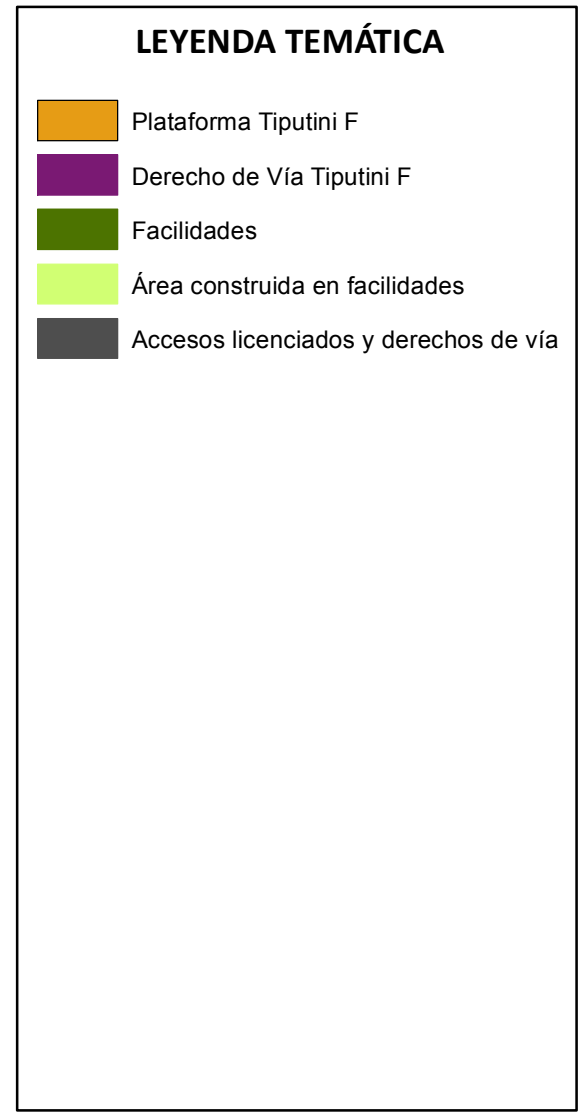 LEYENDA TEMÁTICA
Plataforma Tiputini F
Derecho de Vía Tiputini F
Facilidades
Área construida en facilidades
Accesos licenciados y derechos de vía